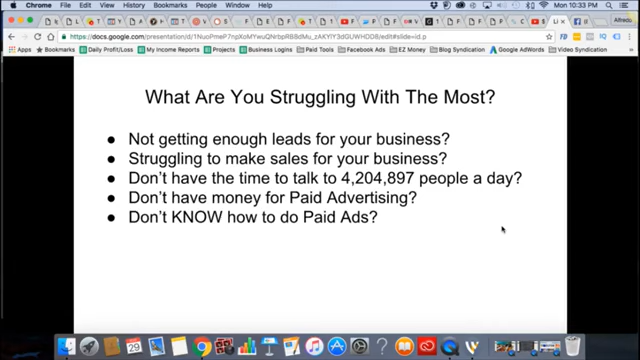 Chrome File Edit View History Bookmarks People Window Help
Mon 10:33 PM
Alfredo
https://docs.google.com/presentation/d/
edit#slide=id.p
Bookmarks Daily Profit/Loss My Income Reports Projects Business Logins Paid Tools Facebook Ads EZ Money Blog Syndication Google AdWords Other Bookmarks
What Are You Struggling With The Most?
● Not getting enough leads for your business?
● Struggling to make sales for your business?
● Don't have the time to talk to 4,204,897 people a day?
● Don't have money for Paid Advertising?
● Don't KNOW how to do Paid Ads?
29